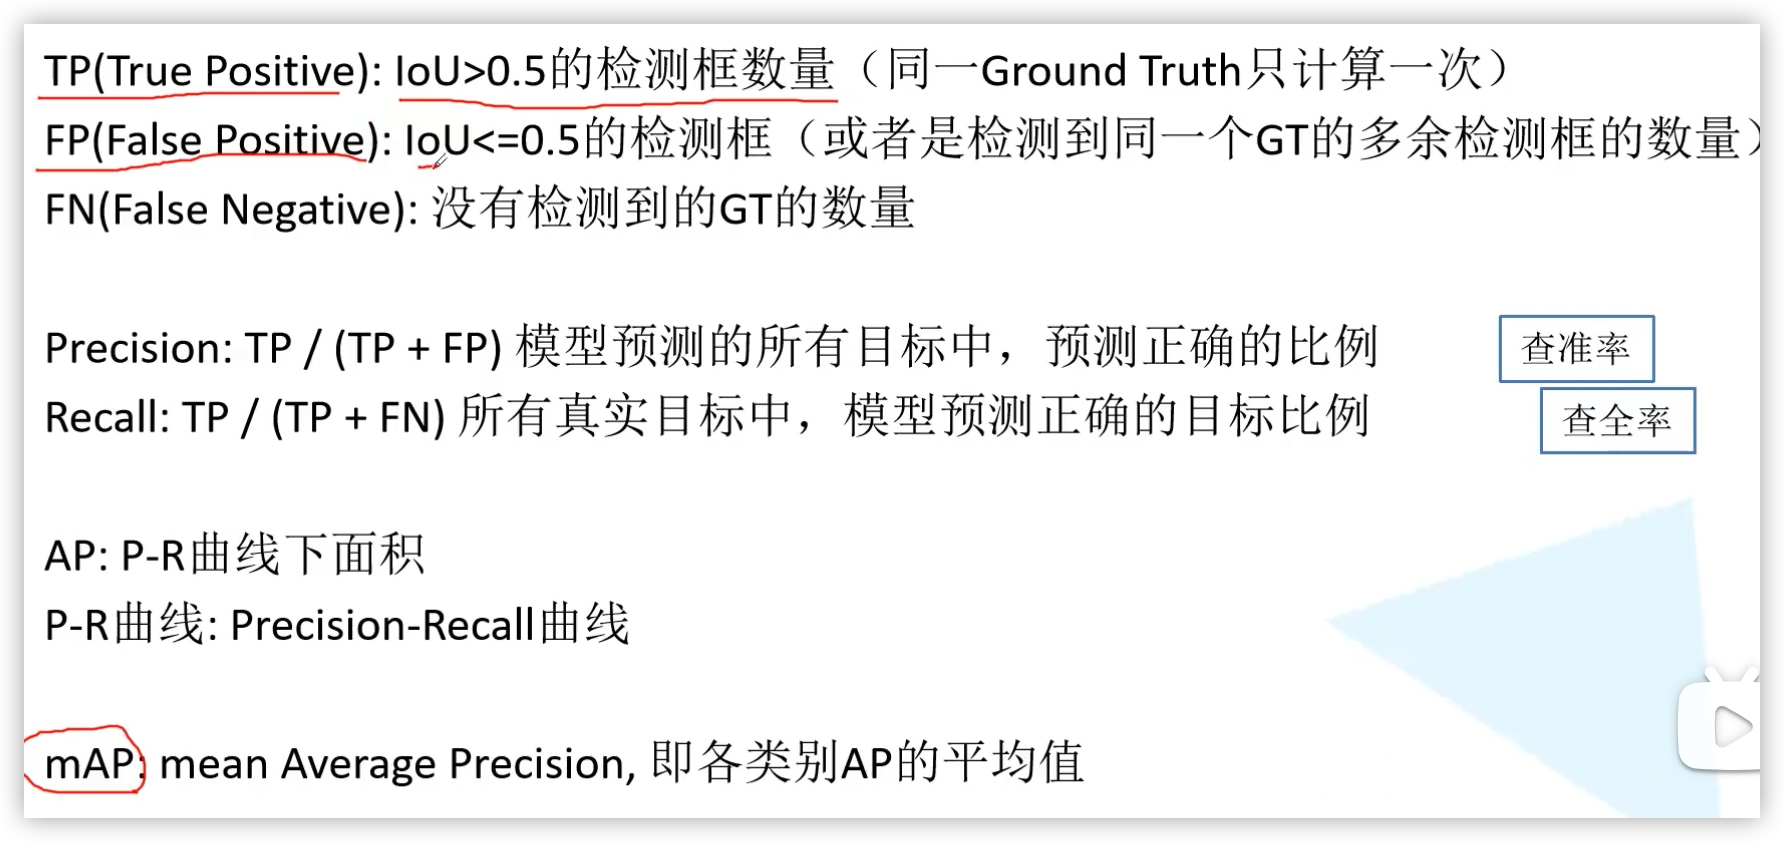 TP(True Positive): IoU>0.5的检测框数量（同一Ground Truth只计算一次）
FP(False Positive): IoU<=0.5的检测框（或者是检测到同一个GT的多余检测框的数量）
FN(False Negative): 没有检测到的GT的数量
Precision: TP / (TP + FP) 模型预测的所有目标中，预测正确的比例 查准率
Recall: TP / (TP + FN) 所有真实目标中，模型预测正确的目标比例 查全率
AP: P-R曲线下面积
P-R曲线: Precision-Recall曲线
mAP: mean Average Precision, 即各类别AP的平均值